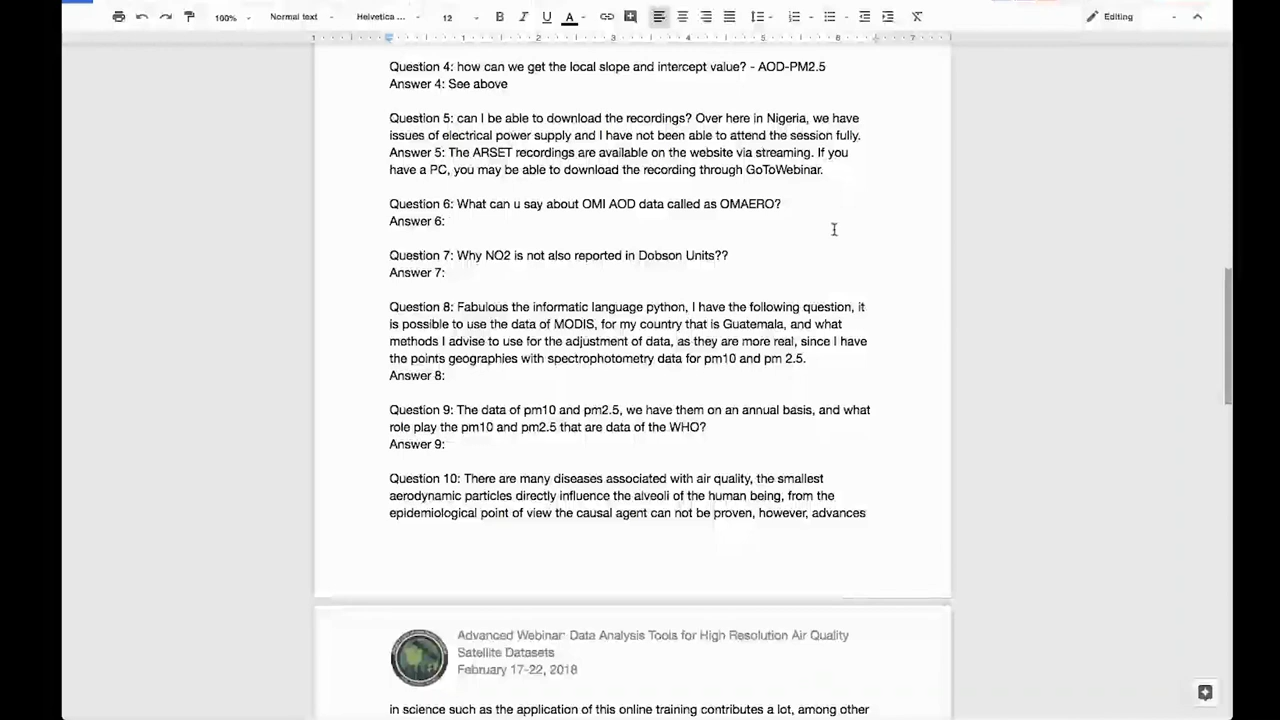 100%
Normal text
Helvetica ...
12
B I U A
Editing
1 1 2 3 4 5 6 7
Question 4: how can we get the local slope and intercept value? - AOD-PM2.5
Answer 4: See above
Question 5: can I be able to download the recordings? Over here in Nigeria, we have
issues of electrical power supply and I have not been able to attend the session fully.
Answer 5: The ARSET recordings are available on the website via streaming. If you
have a PC, you may be able to download the recording through GoToWebinar.
Question 6: What can u say about OMI AOD data called as OMAERO?
Answer 6:
Question 7: Why NO2 is not also reported in Dobson Units??
Answer 7:
Question 8: Fabulous the informatic language python, I have the following question, it
is possible to use the data of MODIS, for my country that is Guatemala, and what
methods I advise to use for the adjustment of data, as they are more real, since I have
the points geographies with spectrophotometry data for pm10 and pm 2.5.
Answer 8:
Question 9: The data of pm10 and pm2.5, we have them on an annual basis, and what
role play the pm10 and pm2.5 that are data of the WHO?
Answer 9:
Question 10: There are many diseases associated with air quality, the smallest
aerodynamic particles directly influence the alveoli of the human being, from the
epidemiological point of view the causal agent can not be proven, however, advances
Advanced Webinar: Data Analysis Tools for High Resolution Air Quality
Satellite Datasets
February 17-22, 2018
in science such as the application of this online training contributes a lot, among other